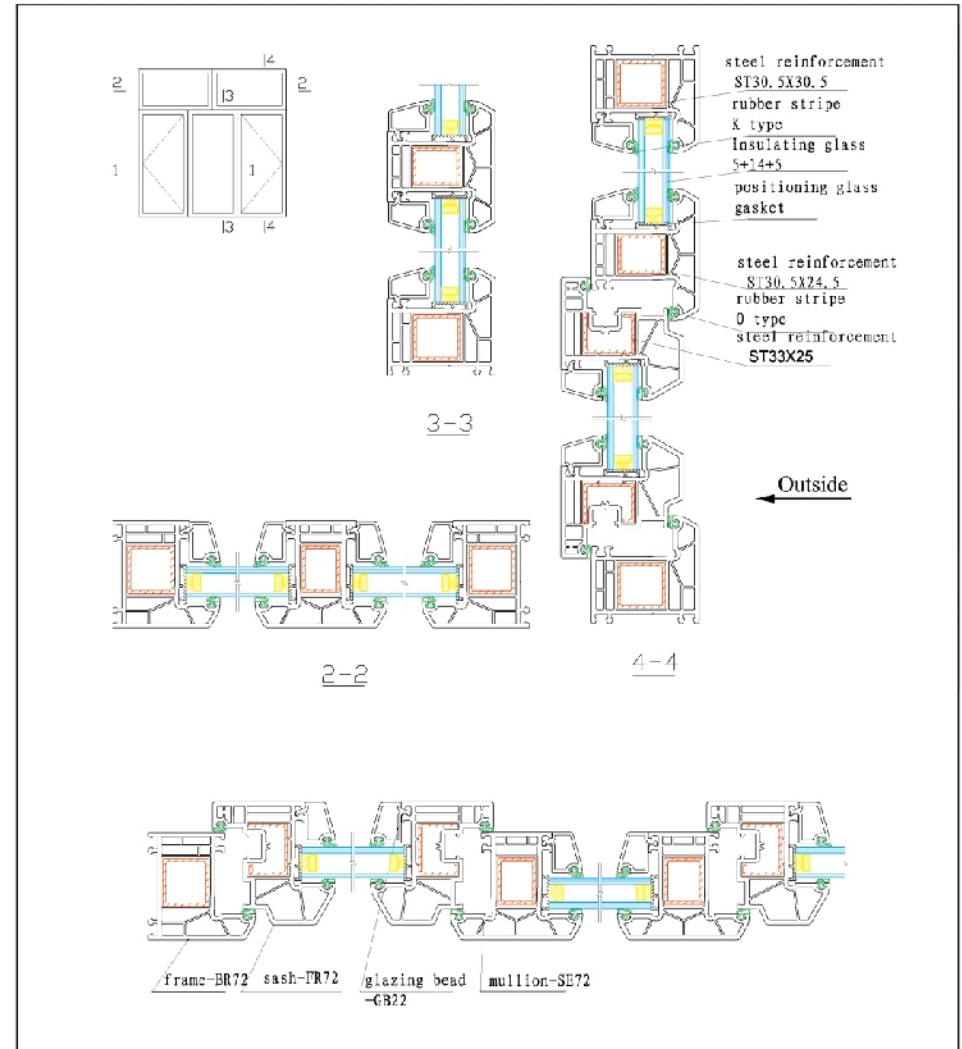 |4
2
2
|3
1
1
|3
|4
steel reinforcement
ST30.5X30.5
rubber stripe
K type
Insulating glass
5+14+5
positioning glass
gasket
steel reinforcement
ST30.5X24.5
rubber stripe
O type
steel reinforcement
ST33X25
3-3
Outside
2-2
4-4
frame-BR72
sash-FR72
glazing bead
-GB22
mullion-SE72